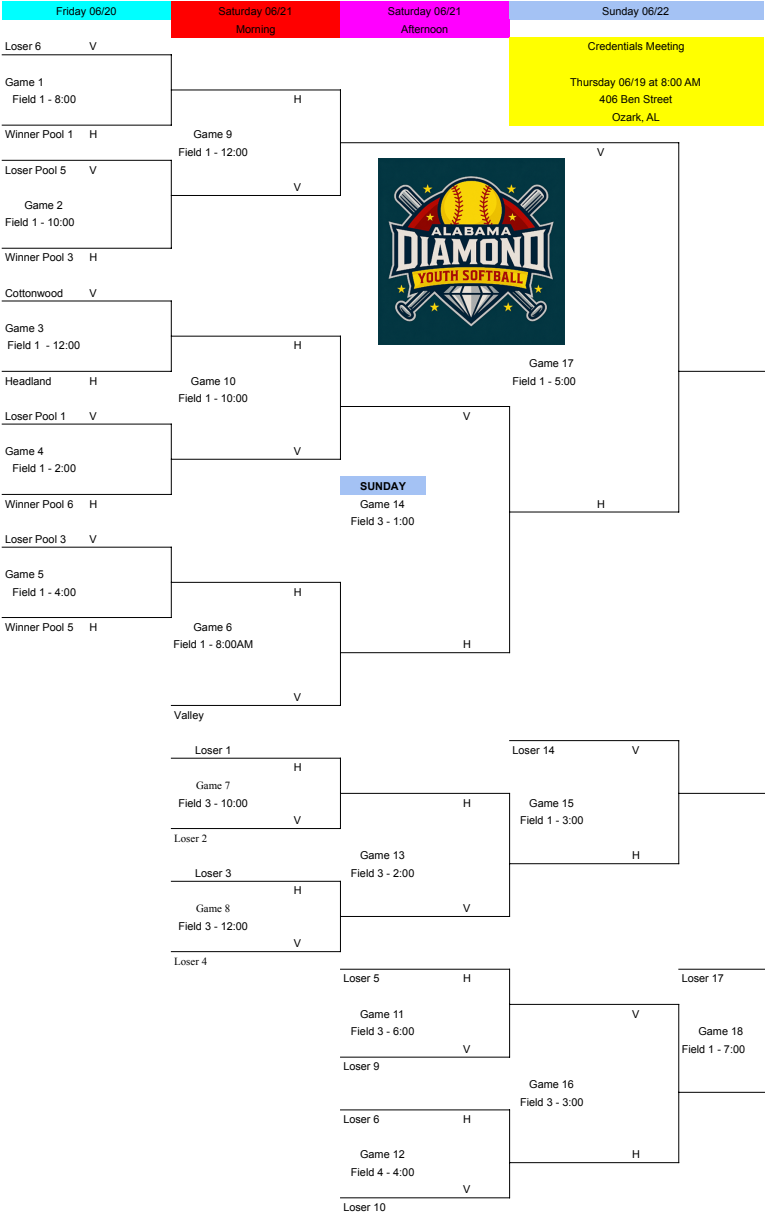 Friday 06/20
Saturday 06/21
Morning
Saturday 06/21
Afternoon
Sunday 06/22
Credentials Meeting
Thursday 06/19 at 8:00 AM
406 Ben Street
Ozark, AL
Loser 6 V
Game 1
Field 1 - 8:00
Winner Pool 1 H
Loser Pool 5 V
Game 2
Field 1 - 10:00
Winner Pool 3 H
Cottonwood V
Game 3
Field 1 - 12:00
Headland H
Loser Pool 1 V
Game 4
Field 1 - 2:00
Winner Pool 6 H
Loser Pool 3 V
Game 5
Field 1 - 4:00
Winner Pool 5 H
H
Game 9
Field 1 - 12:00
V
H
Game 10
Field 1 - 10:00
V
H
Game 6
Field 1 - 8:00AM
V
Valley
ALABAMA
DIAMOND
YOUTH SOFTBALL
V
SUNDAY
Game 14
Field 3 - 1:00
H
V
Game 17
Field 1 - 5:00
H
Loser 1
H
Game 7
Field 3 - 10:00
V
Loser 2
Loser 3
H
Game 8
Field 3 - 12:00
V
Loser 4
H
Game 13
Field 3 - 2:00
V
Loser 14 V
Game 15
Field 1 - 3:00
H
Loser 5 H
Game 11
Field 3 - 6:00
V
Loser 9
Loser 6 H
Game 12
Field 4 - 4:00
V
Loser 10
V
Game 16
Field 3 - 3:00
H
Loser 17
Game 18
Field 1 - 7:00